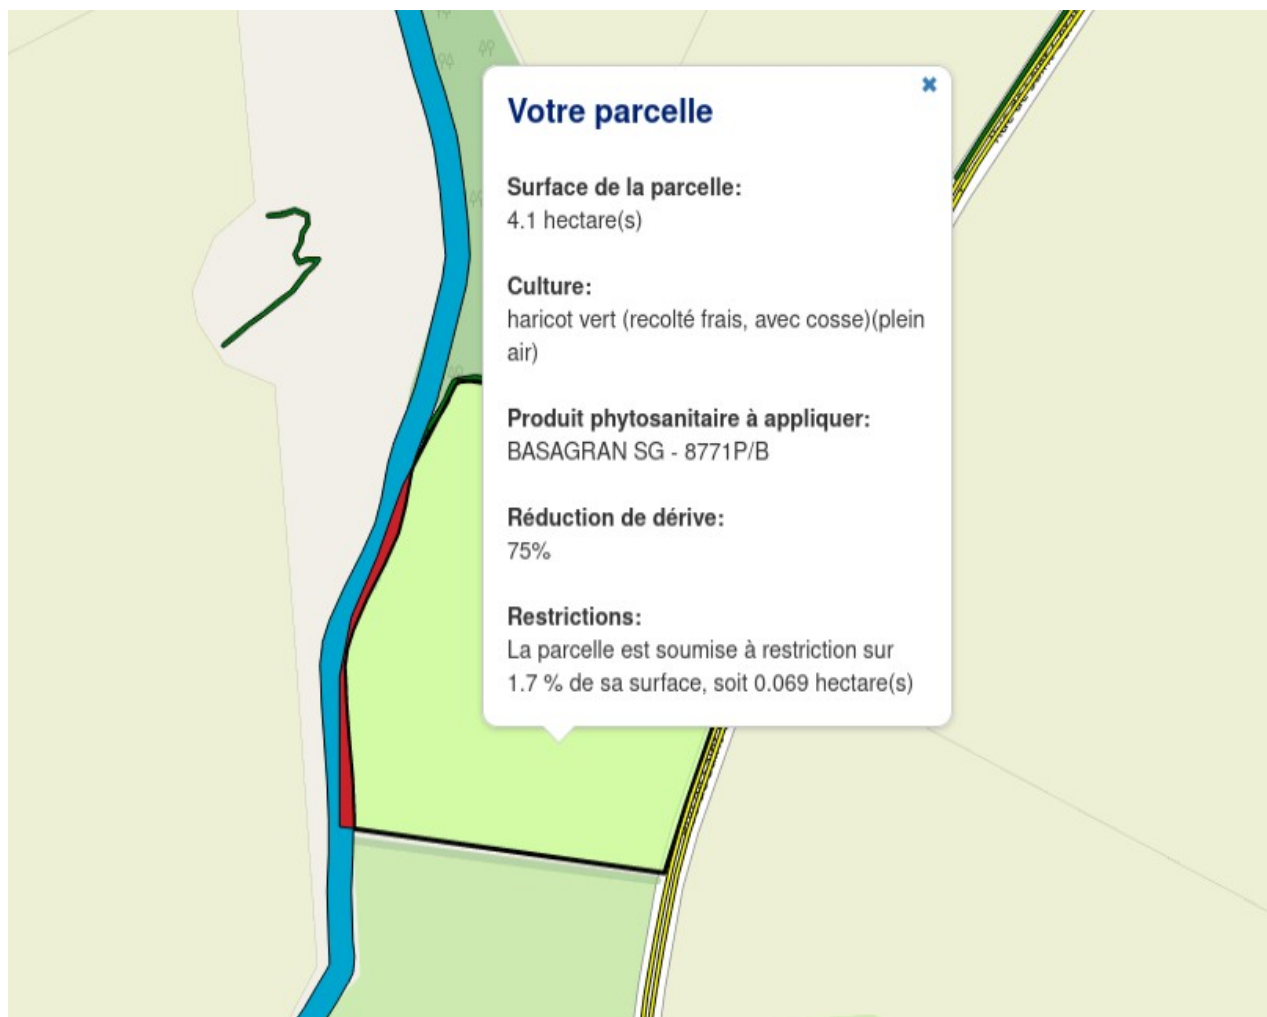 Votre parcelle
Surface de la parcelle:
4.1 hectare(s)
Culture:
haricot vert (recolté frais, avec cosse)(plein
air)
Produit phytosanitaire à appliquer:
BASAGRAN SG - 8771P/B
Réduction de dérive:
75%
Restrictions:
La parcelle est soumise à restriction sur
1.7 % de sa surface, soit 0.069 hectare(s)